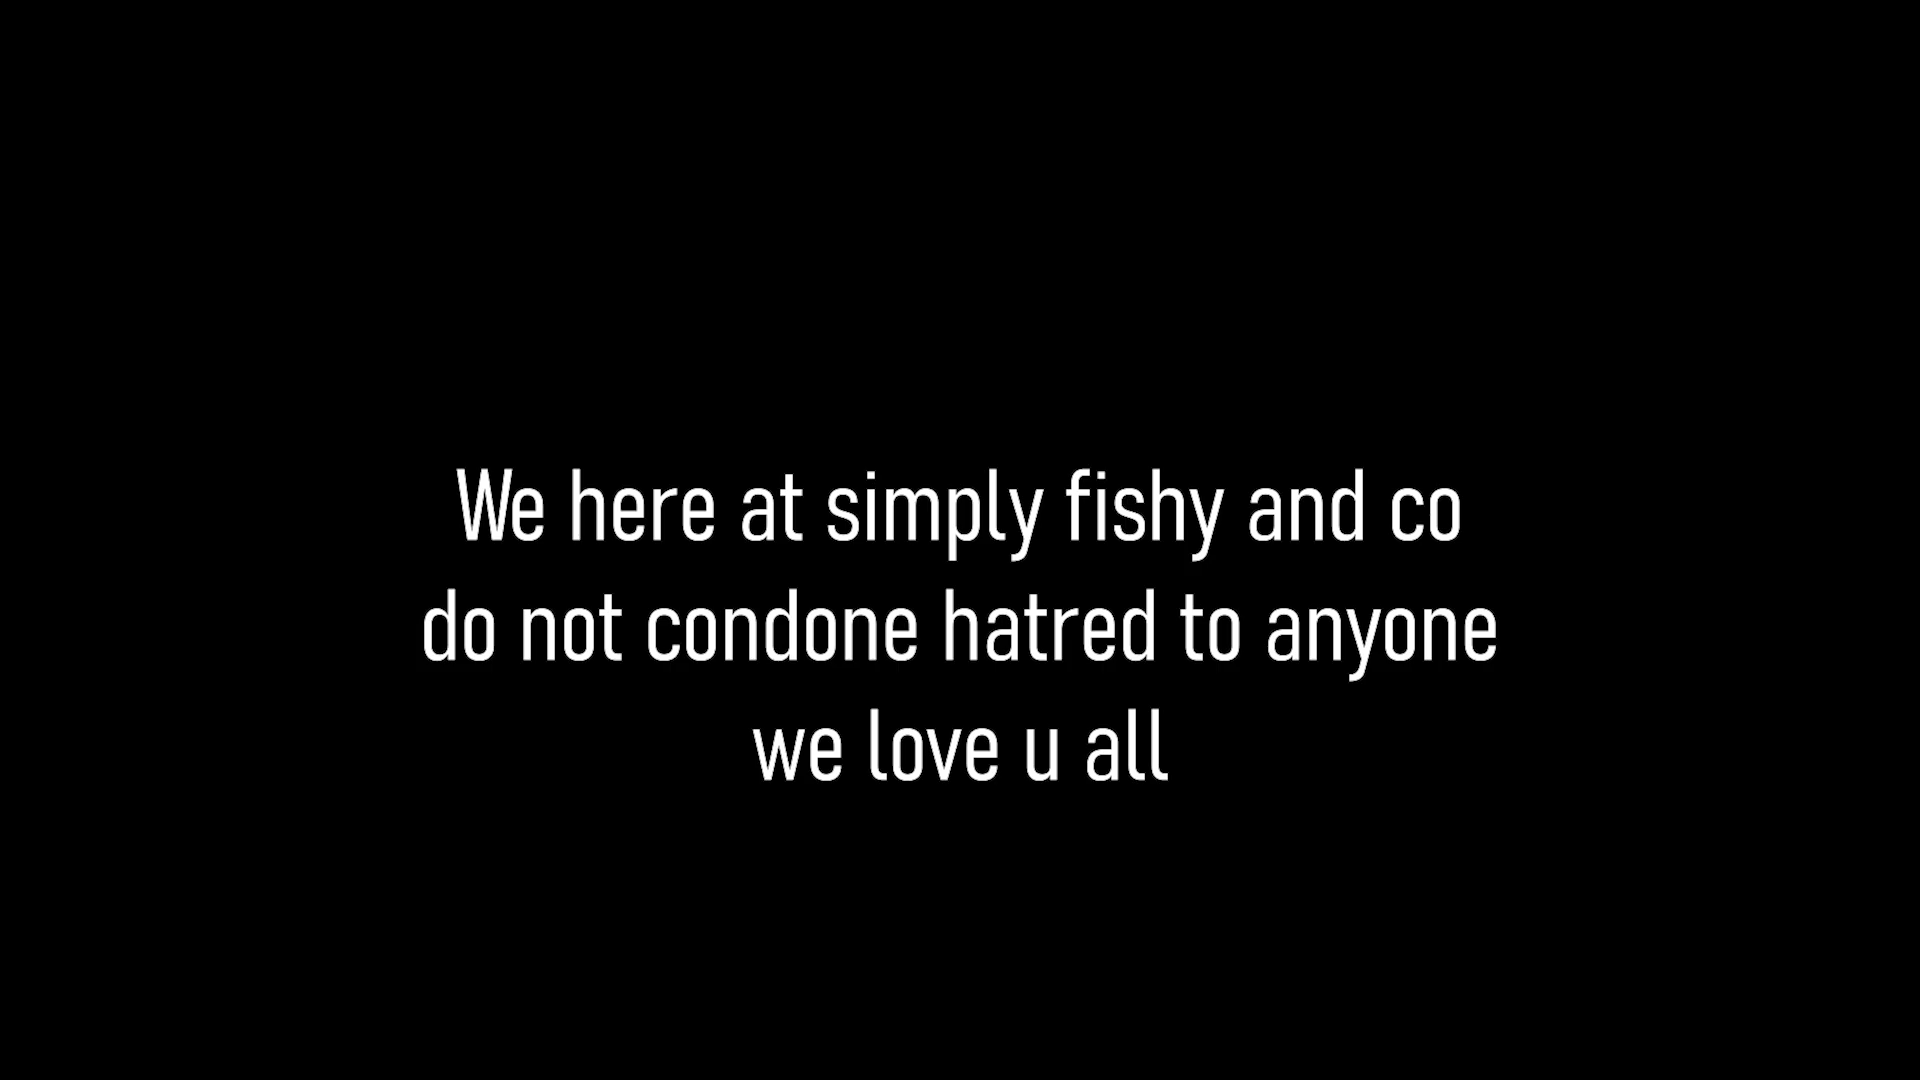 We here at simply fishy and co
do not condone hatred to anyone
we love u all